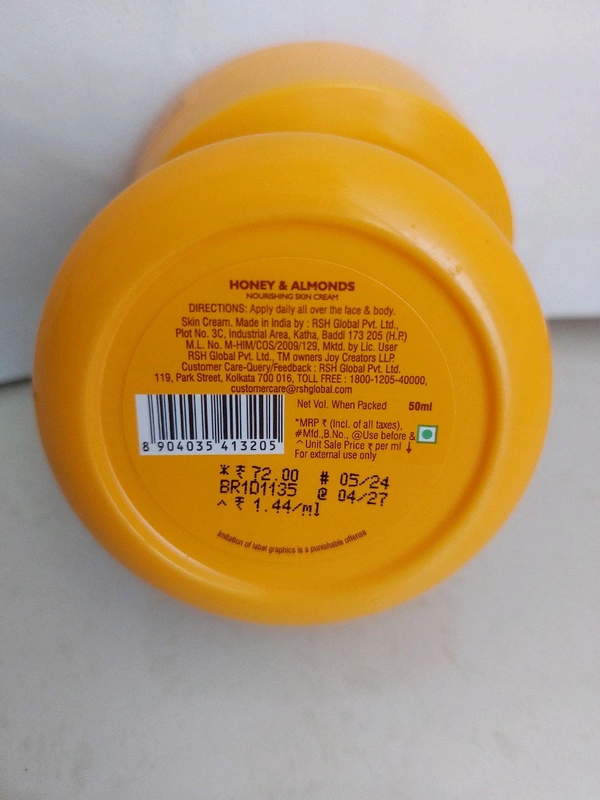 HONEY & ALMONDS
NOURISHING SKIN CREAM
DIRECTIONS: Apply daily all over the face & body.
Skin Cream. Made in India by : RSH Global Pvt. Ltd.,
Plot No. 3C, Industrial Area, Katha, Baddi 173 205 (H.P.)
M.L. No. M-HIM/COS/2009/129, Mktd. by Lic. User
RSH Global Pvt. Ltd., TM owners Joy Creators LLP.
Customer Care-Query/Feedback : RSH Global Pvt. Ltd.
119, Park Street, Kolkata 700 016, TOLL FREE : 1800-1205-40000,
customercare@rshglobal.com
Net Vol. When Packed 50ml
*MRP ₹ (Incl. of all taxes),
#Mfd.,B.No., @Use before &
^Unit Sale Price ₹ per ml ↓
For external use only
8 904035 413205
* ₹ 72.00 # 05/24
BR1D1135 @ 04/27
^ ₹ 1.44/ml
Imitation of label graphics is a punishable offense